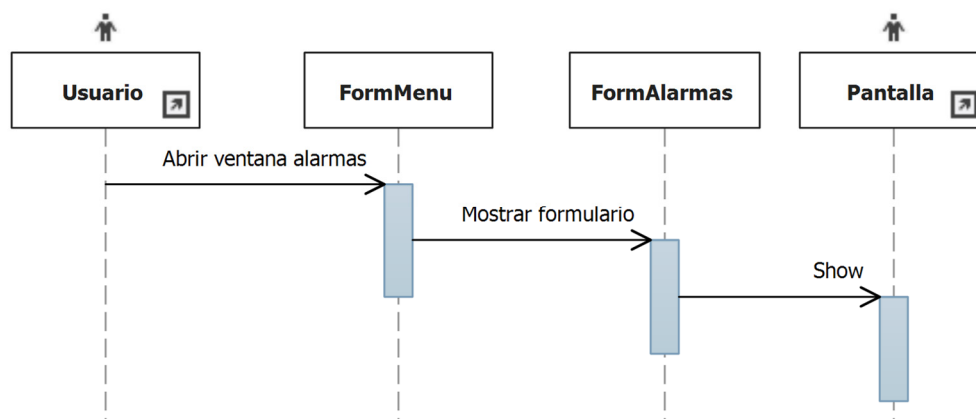 Usuario
FormMenu
FormAlarmas
Pantalla
Abrir ventana alarmas
Mostrar formulario
Show